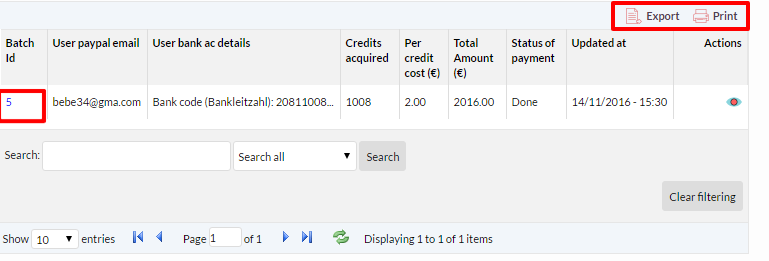 Export Print
Batch Id User paypal email User bank ac details Credits acquired Per credit cost (€) Total Amount (€) Status of payment Updated at Actions
5 bebe34@gma.com Bank code (Bankleitzahl): 20811008... 1008 2.00 2016.00 Done 14/11/2016 - 15:30
Search: Search all Search
Clear filtering
Show 10 entries Page 1 of 1 Displaying 1 to 1 of 1 items